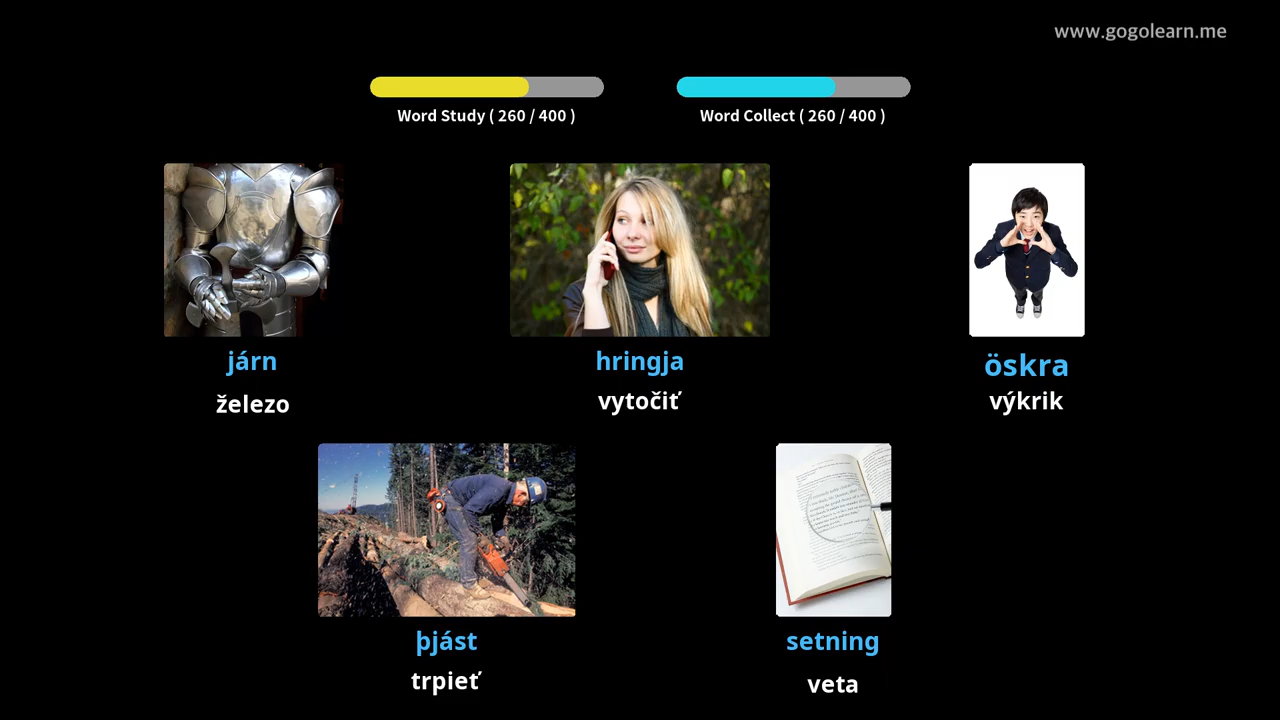 www.gogolearn.me
Word Study ( 260 / 400 )
Word Collect ( 260 / 400 )
járn
hringja
öskra
železo
vytočiť
výkrik
þjást
setning
trpieť
veta